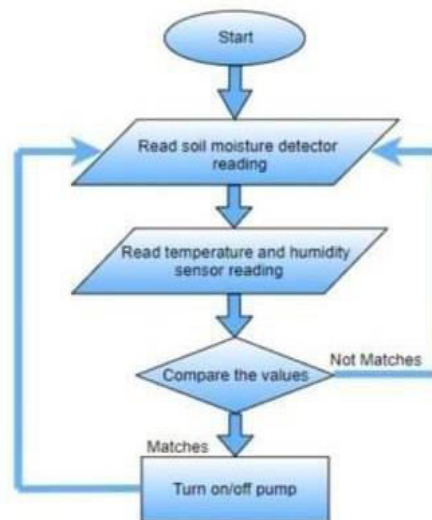 Start
Read soil moisture detector
reading
Read temperature and humidity
sensor reading
Compare the values
Not Matches
Matches
Turn on/off pump